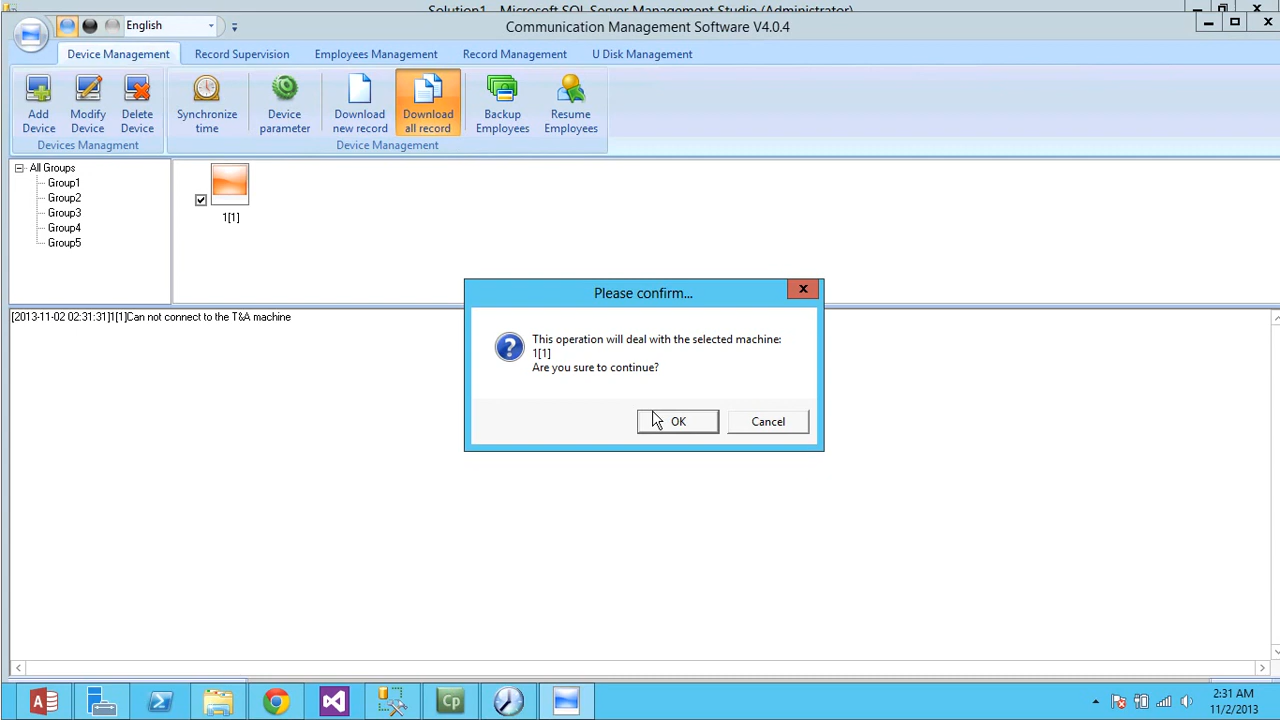 Solution1 - Microsoft SQL Server Management Studio (Administrator)
English
Communication Management Software V4.0.4
Device Management
Record Supervision
Employees Management
Record Management
U Disk Management
Add Device
Modify Device
Delete Device
Synchronize time
Device parameter
Download new record
Download all record
Backup Employees
Resume Employees
Devices Managment
Device Management
All Groups
Group1
Group2
Group3
Group4
Group5
1[1]
[2013-11-02 02:31:31]1[1]Can not connect to the T&A machine
Please confirm...
This operation will deal with the selected machine:
1[1]
Are you sure to continue?
OK
Cancel
Cp
2:31 AM
11/2/2013